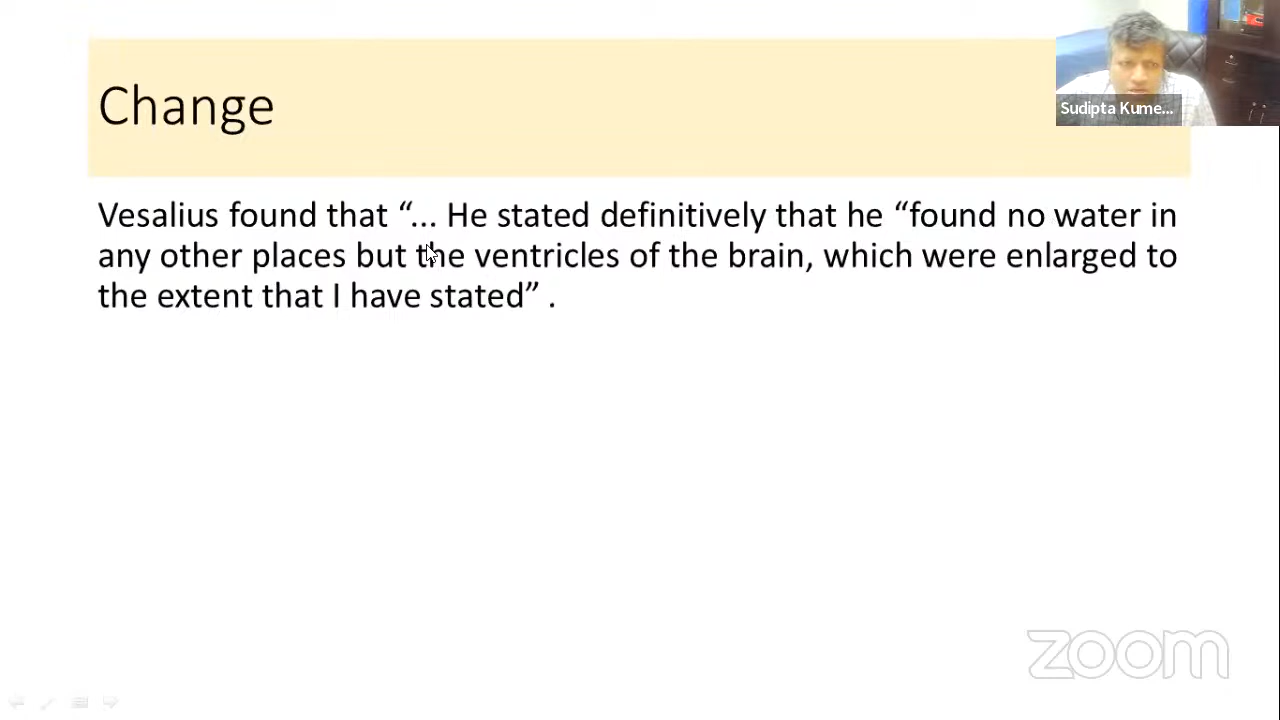 Change
Sudipta Kume...
Vesalius found that “... He stated definitively that he “found no water in
any other places but the ventricles of the brain, which were enlarged to
the extent that I have stated” .
zoom